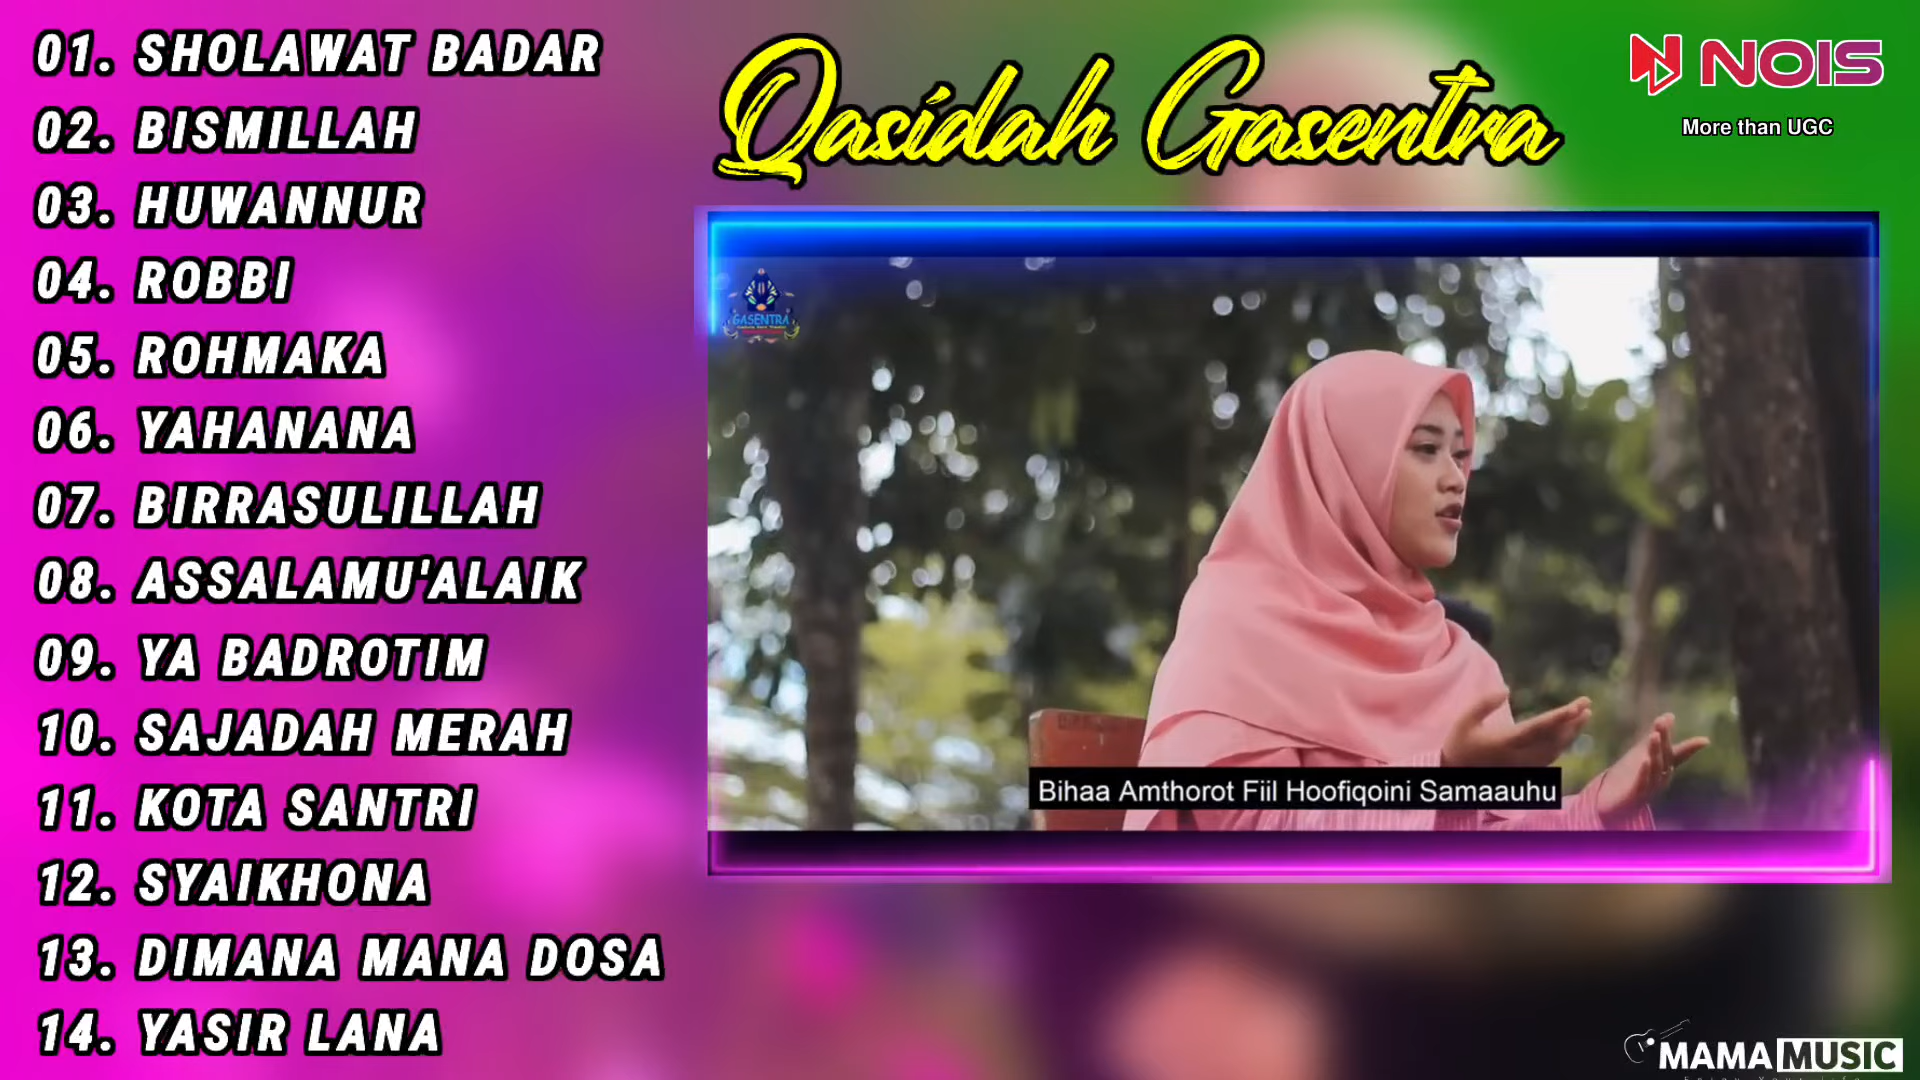 01. SHOLAWAT BADAR
02. BISMILLAH
03. HUWANNUR
04. ROBBI
05. ROHMAKA
06. YAHANANA
07. BIRRASULILLAH
08. ASSALAMU'ALAIK
09. YA BADROTIM
10. SAJADAH MERAH
11. KOTA SANTRI
12. SYAIKHONA
13. DIMANA MANA DOSA
14. YASIR LANA
Qasidah Gasentra
NOIS
More than UGC
GASENTRA
Bihaa Amthorot Fiil Hoofiqoini Samaauhu
MAMA MUSIC